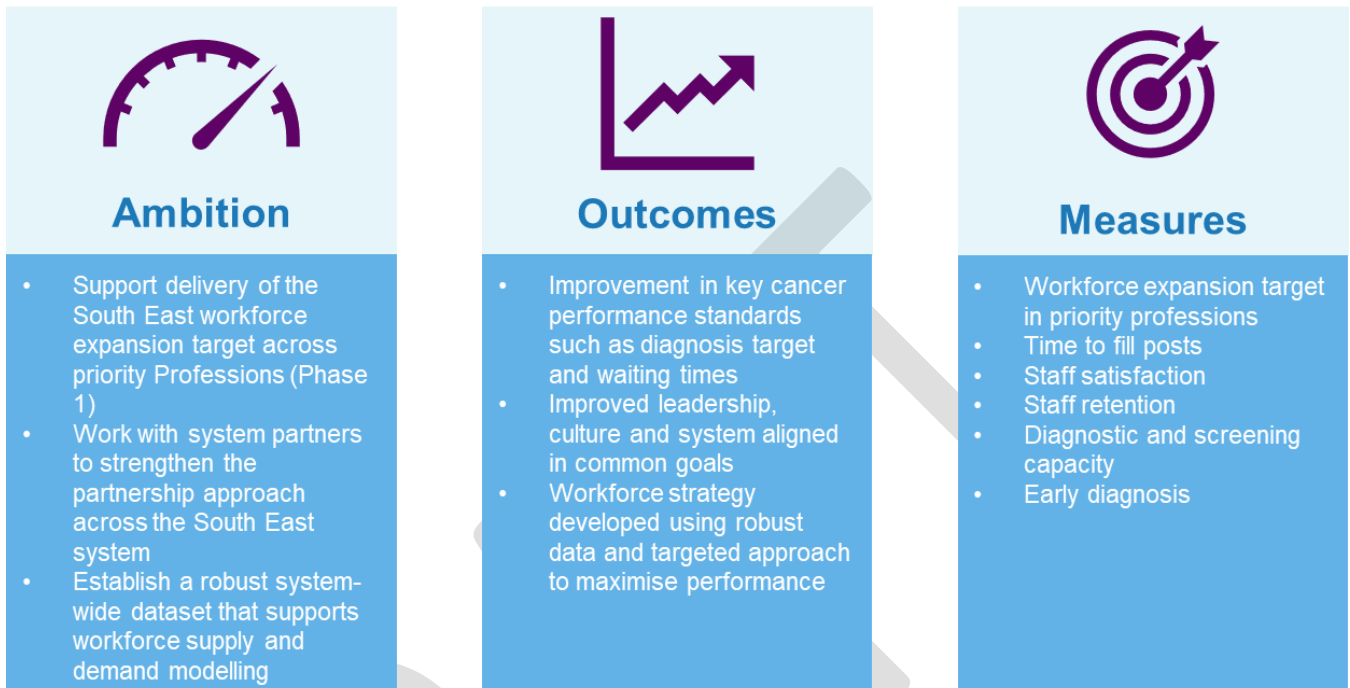 Ambition
• Support delivery of the
South East workforce
expansion target across
priority Professions (Phase
1)
• Work with system partners
to strengthen the
partnership approach
across the South East
system
• Establish a robust system-
wide dataset that supports
workforce supply and
demand modelling
Outcomes
• Improvement in key cancer
performance standards
such as diagnosis target
and waiting times
• Improved leadership,
culture and system aligned
in common goals
• Workforce strategy
developed using robust
data and targeted approach
to maximise performance
Measures
• Workforce expansion target
in priority professions
• Time to fill posts
• Staff satisfaction
• Staff retention
• Diagnostic and screening
capacity
• Early diagnosis